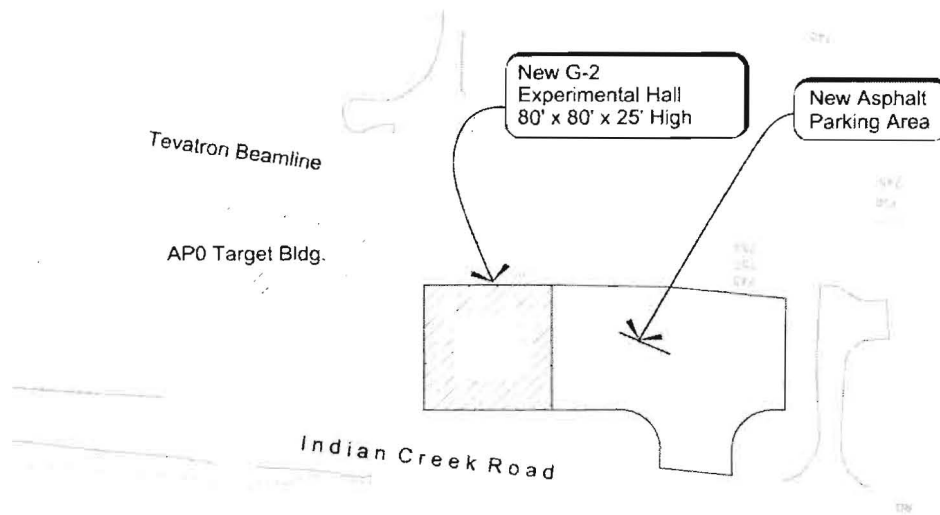 New G-2
Experimental Hall
80' x 80' x 25' High
New Asphalt
Parking Area
Tevatron Beamline
AP0 Target Bldg.
Indian Creek Road